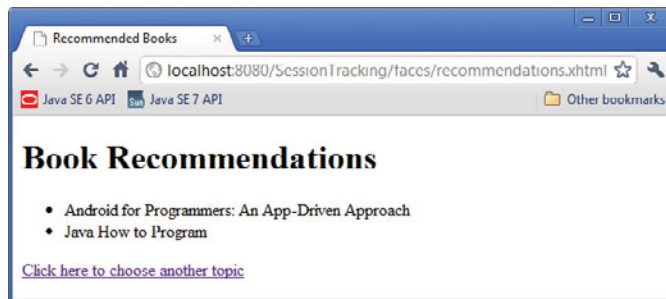 Recommended Books
localhost:8080/SessionTracking/faces/recommendations.xhtml
Java SE 6 API
Sun
Java SE 7 API
Other bookmarks
Book Recommendations
• Android for Programmers: An App-Driven Approach
• Java How to Program
Click here to choose another topic